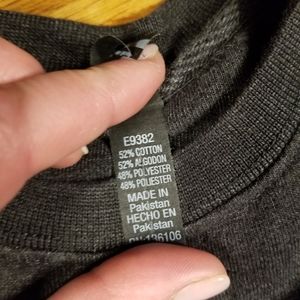 E9382
52% COTTON
52% ALGODON
48% POLYESTER
48% POLIESTER
MADE IN
Pakistan
HECHO EN
Pakistan
RN 136106